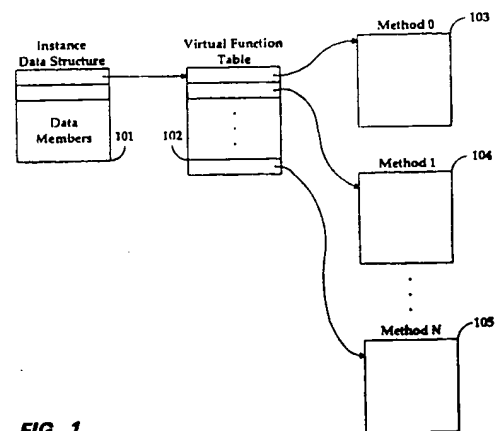 Instance
Data Structure
Data
Members
101
Virtual Function
Table
102
Method 0
103
Method 1
104
Method N
105
FIG. 1